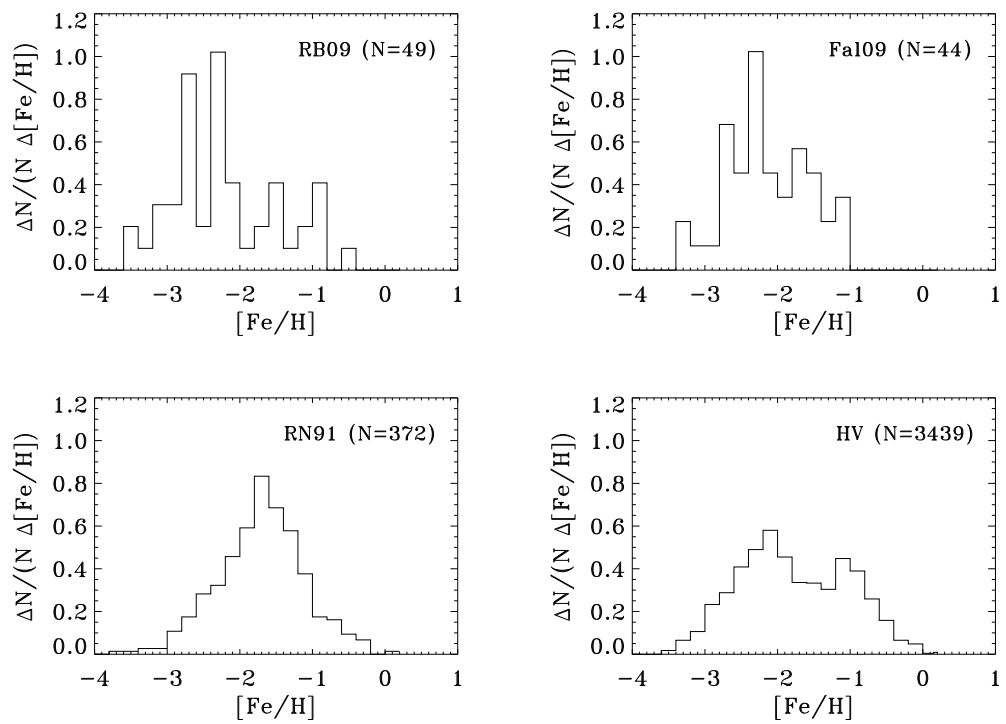 1.2
1.0
0.8
0.6
0.4
0.2
0.0
ΔN/(N Δ[Fe/H])
RB09 (N=49)
−4 −3 −2 −1 0 1
[Fe/H]
1.2
1.0
0.8
0.6
0.4
0.2
0.0
ΔN/(N Δ[Fe/H])
Fal09 (N=44)
−4 −3 −2 −1 0 1
[Fe/H]
1.2
1.0
0.8
0.6
0.4
0.2
0.0
ΔN/(N Δ[Fe/H])
RN91 (N=372)
−4 −3 −2 −1 0 1
[Fe/H]
1.2
1.0
0.8
0.6
0.4
0.2
0.0
ΔN/(N Δ[Fe/H])
HV (N=3439)
−4 −3 −2 −1 0 1
[Fe/H]